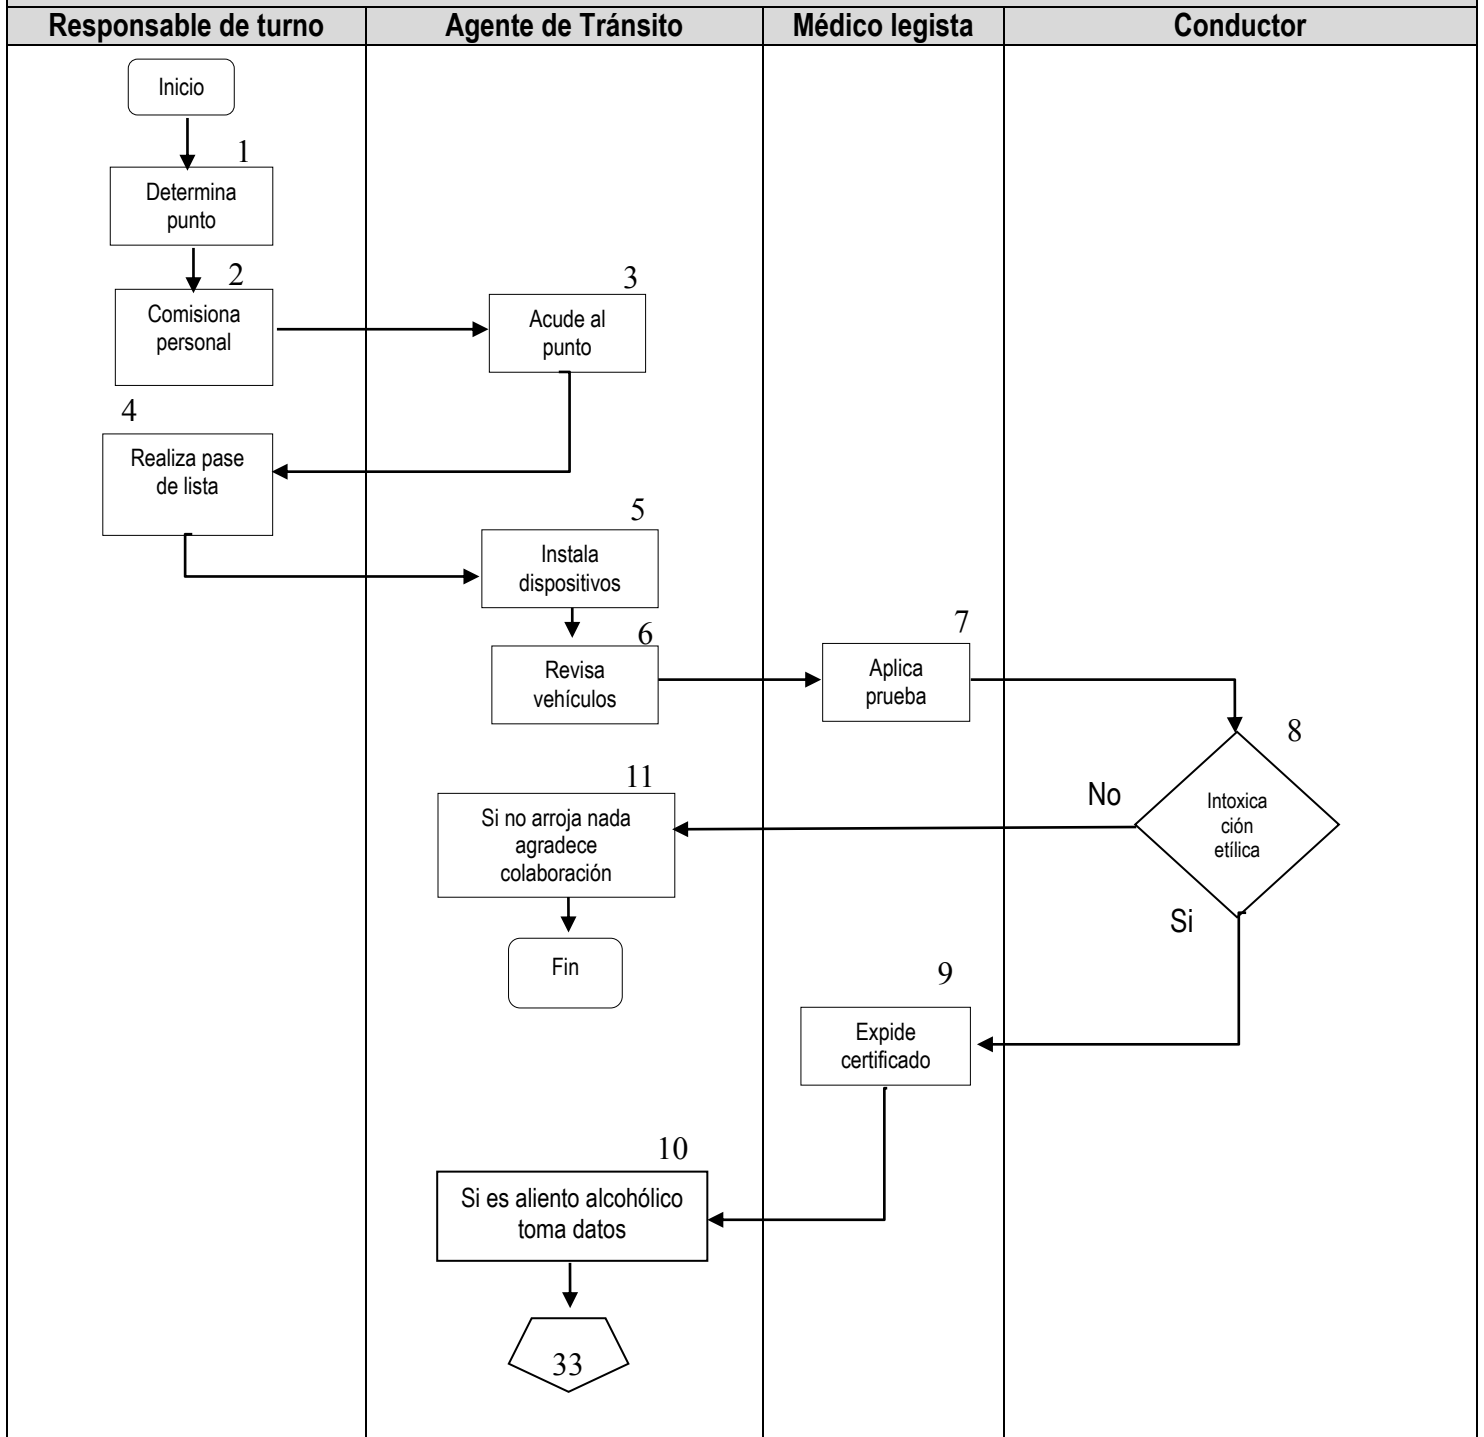 Responsable de turno
Agente de Tránsito
Médico legista
Conductor
Inicio
1
Determina
punto
2
Comisiona
personal
3
Acude al
punto
4
Realiza pase
de lista
5
Instala
dispositivos
6
Revisa
vehículos
7
Aplica
prueba
8
Intoxica
ción
etílica
No
11
Si no arroja nada
agradece
colaboración
Fin
Si
9
Expide
certificado
10
Si es aliento alcohólico
toma datos
33